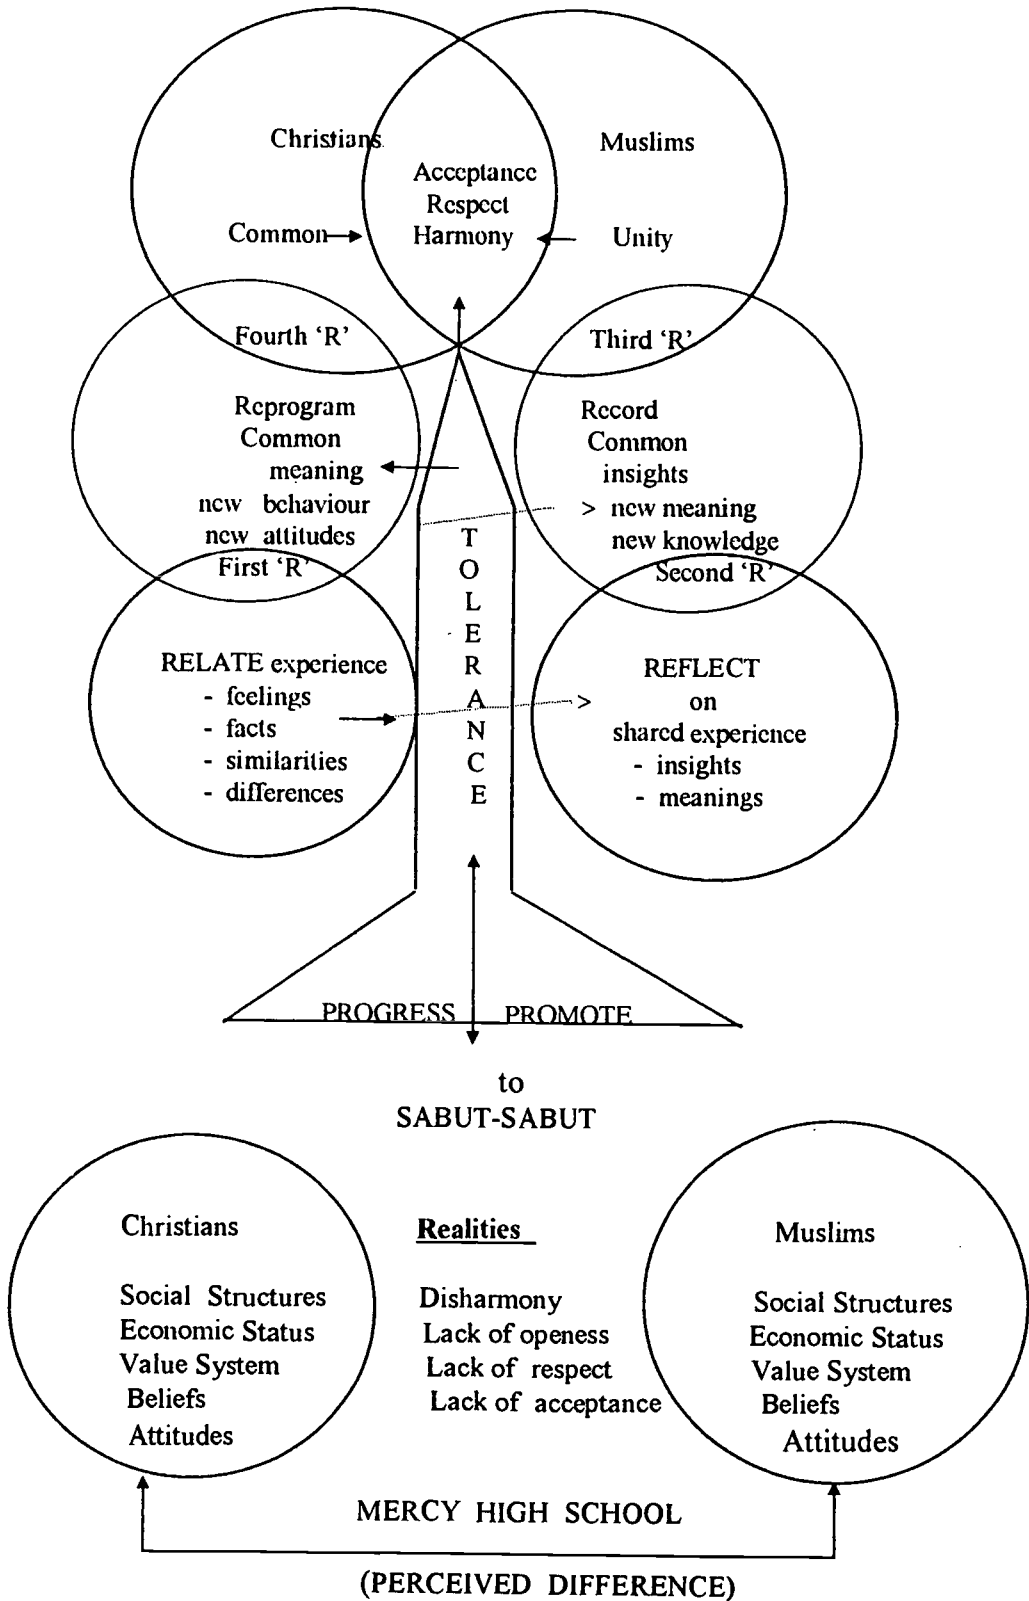 Christians
Muslims
Acceptance
Respect
Harmony
Common
Unity
Fourth ‘R’
Third ‘R’
Reprogram
Common
meaning
new behaviour
new attitudes
Record
Common
insights
> new meaning
new knowledge
First ‘R’
Second ‘R’
TOLERANCE
RELATE experience
- feelings
- facts
- similarities
- differences
>
REFLECT
on
shared experience
- insights
- meanings
PROGRESS PROMOTE
to
SABUT-SABUT
Christians
Social Structures
Economic Status
Value System
Beliefs
Attitudes
Realities
Disharmony
Lack of openess
Lack of respect
Lack of acceptance
Muslims
Social Structures
Economic Status
Value System
Beliefs
Attitudes
MERCY HIGH SCHOOL
(PERCEIVED DIFFERENCE)